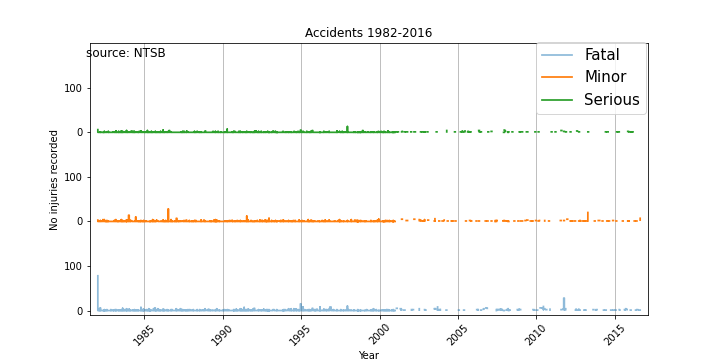 Accidents 1982-2016
source: NTSB
Fatal
Minor
Serious
No injuries recorded
100
0
100
0
100
0
1985
1990
1995
2000
2005
2010
2015
Year